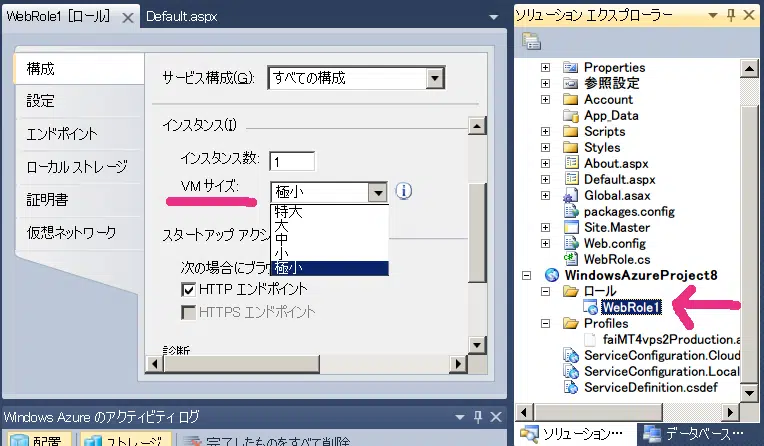 WebRole1 [ロール]
Default.aspx
構成
設定
エンドポイント
ローカル ストレージ
証明書
仮想ネットワーク
サービス構成(G):
すべての構成
インスタンス(I)
インスタンス数:
1
VM サイズ:
極小
特大
大
中
小
極小
スタートアップ アクシ
次の場合にブラ
HTTP エンドポイント
HTTPS エンドポイント
診断
Windows Azure のアクティビティ ログ
配置
ストレージ
完了したものをすべて削除
ソリューション エクスプローラー
Properties
参照設定
Account
App_Data
Scripts
Styles
About.aspx
Default.aspx
Global.asax
packages.config
Site.Master
Web.config
WebRole.cs
WindowsAzureProject8
ロール
WebRole1
Profiles
faiMT4vps2Production.a
ServiceConfiguration.Cloud
ServiceConfiguration.Local
ServiceDefinition.csdef
ソリューション…
データベース…